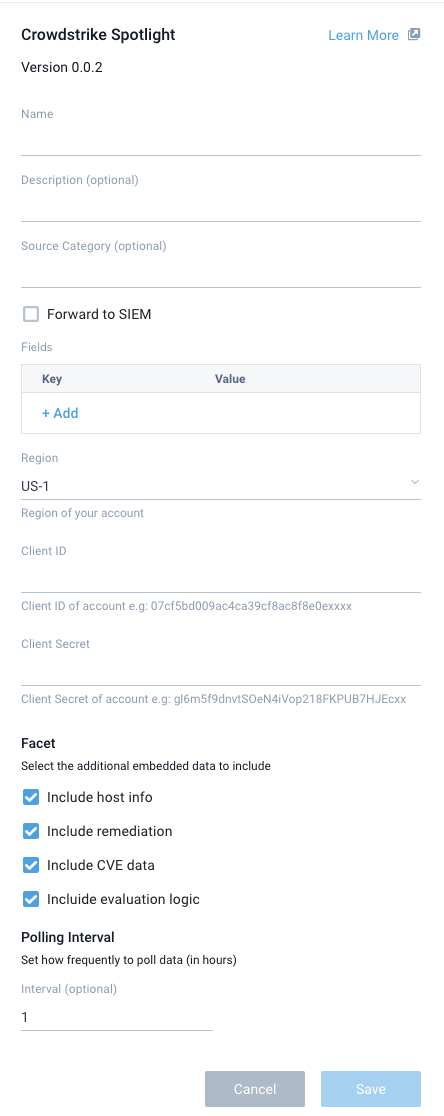 Crowdstrike Spotlight Learn More
Version 0.0.2
Name
Description (optional)
Source Category (optional)
Forward to SIEM
Fields
Key Value
+ Add
Region
US-1
Region of your account
Client ID
Client ID of account e.g: 07cf5bd009ac4ca39cf8ac8f8e0exxxx
Client Secret
Client Secret of account e.g: gl6m5f9dnvtSOeN4iVop218FKPUB7HJEcxx
Facet
Select the additional embedded data to include
Include host info
Include remediation
Include CVE data
Incluide evaluation logic
Polling Interval
Set how frequently to poll data (in hours)
Interval (optional)
1
Cancel Save